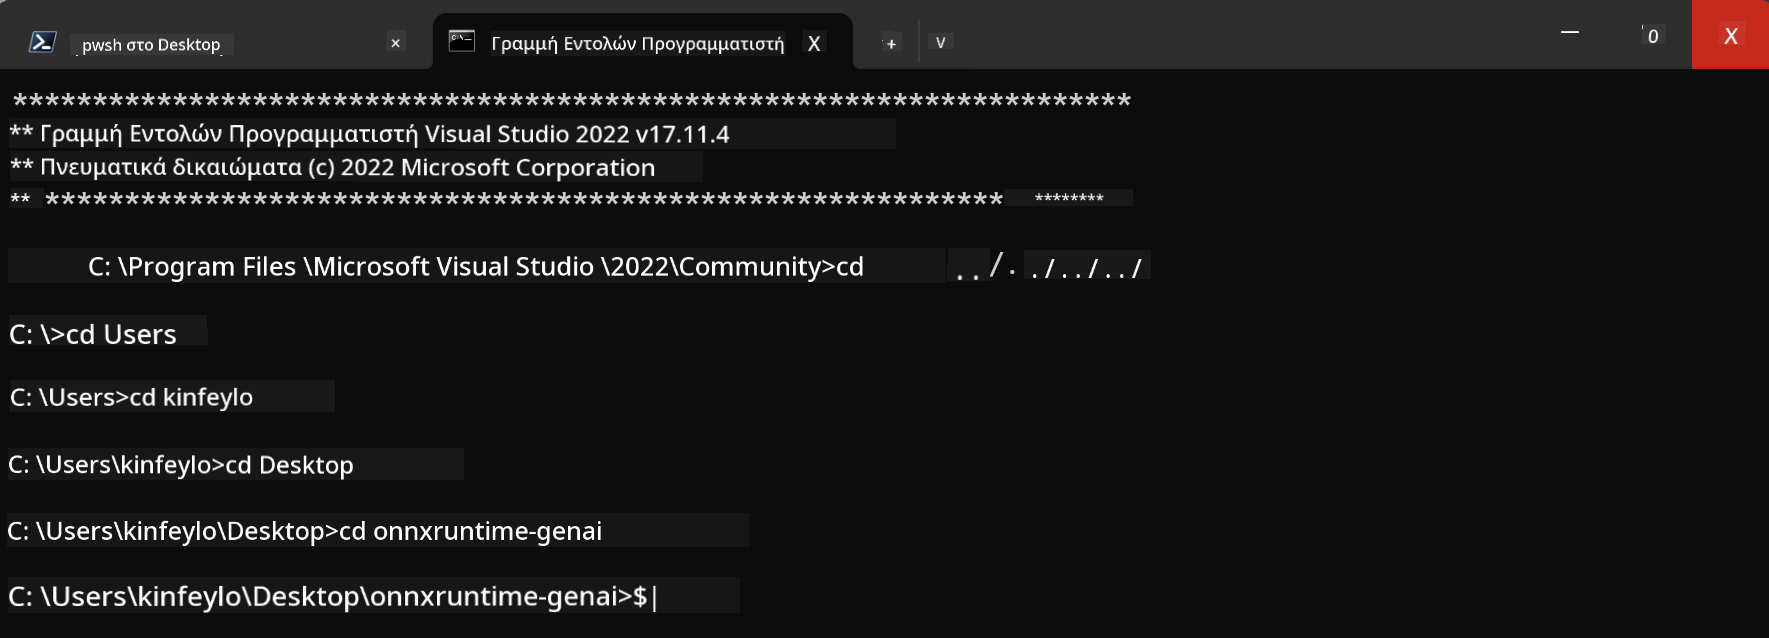 pwsh στο Desktop × Γραμμή Εντολών Προγραμματιστή X + v — 0 X
**********************************************************************
** Γραμμή Εντολών Προγραμματιστή Visual Studio 2022 v17.11.4
** Πνευματικά δικαιώματα (c) 2022 Microsoft Corporation
** ************************************************************ ********
C: \Program Files \Microsoft Visual Studio \2022\Community>cd ../. ./../../
C: \>cd Users
C: \Users>cd kinfeylo
C: \Users\kinfeylo>cd Desktop
C: \Users\kinfeylo\Desktop>cd onnxruntime-genai
C: \Users\kinfeylo\Desktop\onnxruntime-genai>$|